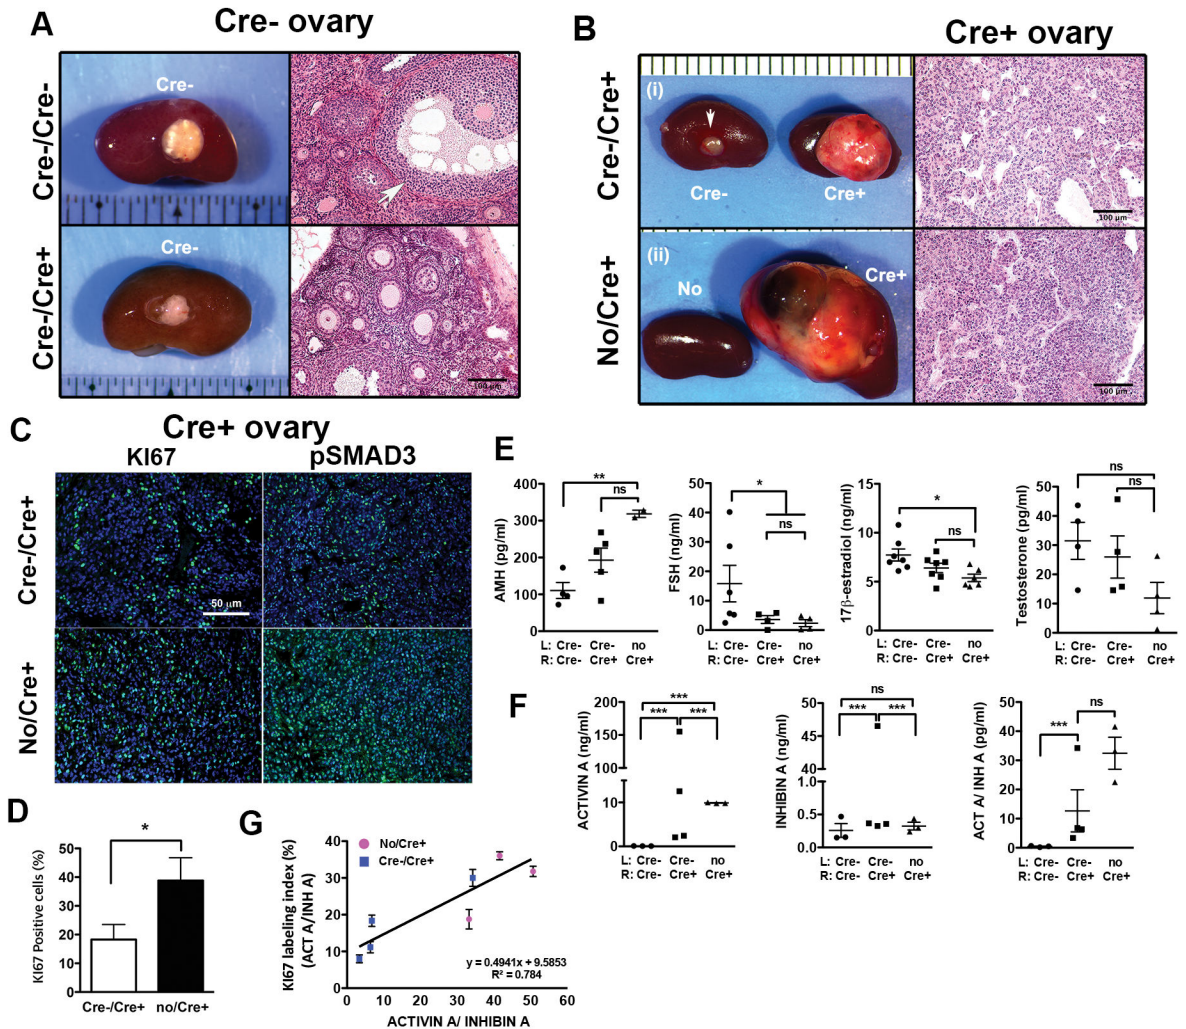 A
Cre- ovary
Cre-/Cre-
Cre-
Cre-/Cre+
Cre-
100 µm
B
Cre+ ovary
Cre-/Cre+
(i)
Cre-
Cre+
100 µm
No/Cre+
(ii)
No
Cre+
100 µm
C
Cre+ ovary
KI67
pSMAD3
Cre-/Cre+
50 µm
No/Cre+
D
KI67 Positive cells (%)
50
40
30
20
10
0
*
Cre-/Cre+
no/Cre+
E
AMH (pg/ml)
400
300
200
100
0
**
ns
L: Cre- Cre- no
R: Cre- Cre+ Cre+
FSH (ng/ml)
50
40
30
20
10
0
*
ns
L: Cre- Cre- no
R: Cre- Cre+ Cre+
17β-estradiol (ng/ml)
15
10
5
0
*
ns
L: Cre- Cre- no
R: Cre- Cre+ Cre+
Testosterone (pg/ml)
50
40
30
20
10
0
ns
ns
L: Cre- Cre- no
R: Cre- Cre+ Cre+
F
ACTIVIN A (ng/ml)
200
150
100
10
0
***
***
***
L: Cre- Cre- no
R: Cre- Cre+ Cre+
INHIBIN A (ng/ml)
50
45
40
1.0
0.5
0.0
ns
***
***
L: Cre- Cre- no
R: Cre- Cre+ Cre+
ACT A/ INH A (pg/ml)
50
40
30
20
10
0
***
ns
L: Cre- Cre- no
R: Cre- Cre+ Cre+
G
KI67 labeling index (%)
(ACT A/INH A)
40
30
20
10
0
No/Cre+
Cre-/Cre+
y = 0.4941x + 9.5853
R² = 0.784
0 10 20 30 40 50 60
ACTIVIN A/ INHIBIN A